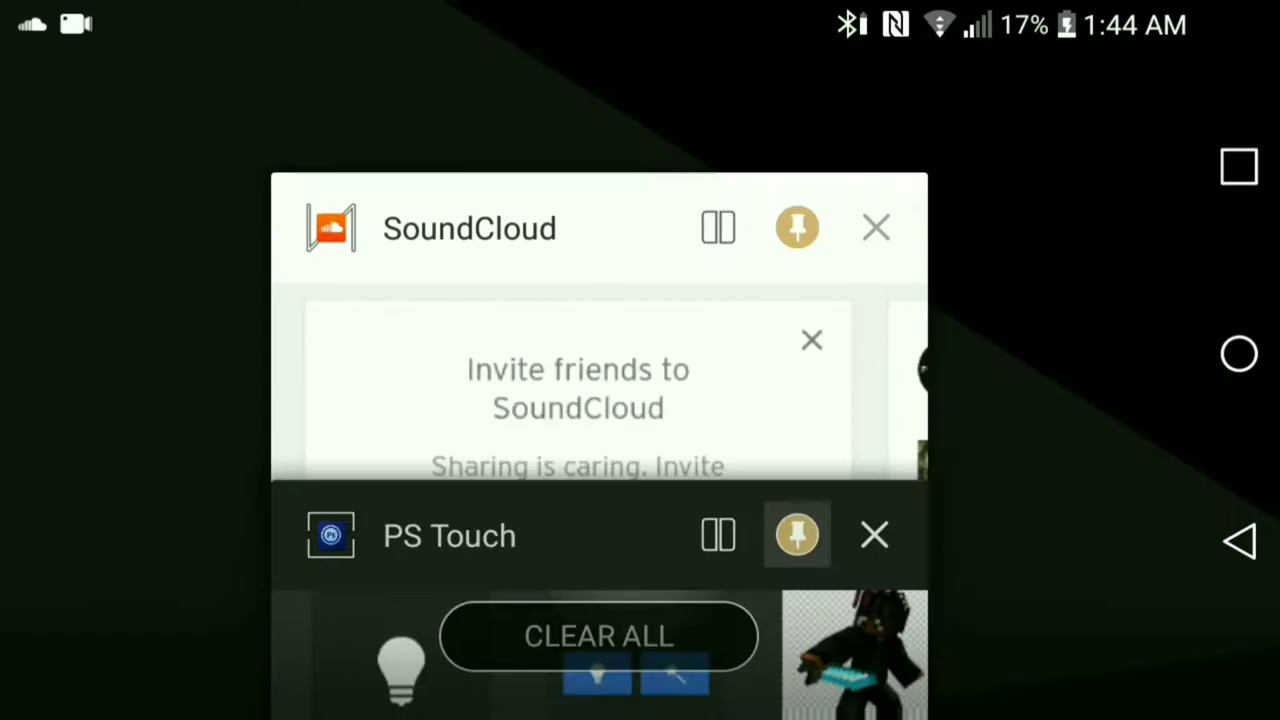 17% 1:44 AM
SoundCloud
Invite friends to
SoundCloud
Sharing is caring. Invite
PS Touch
CLEAR ALL